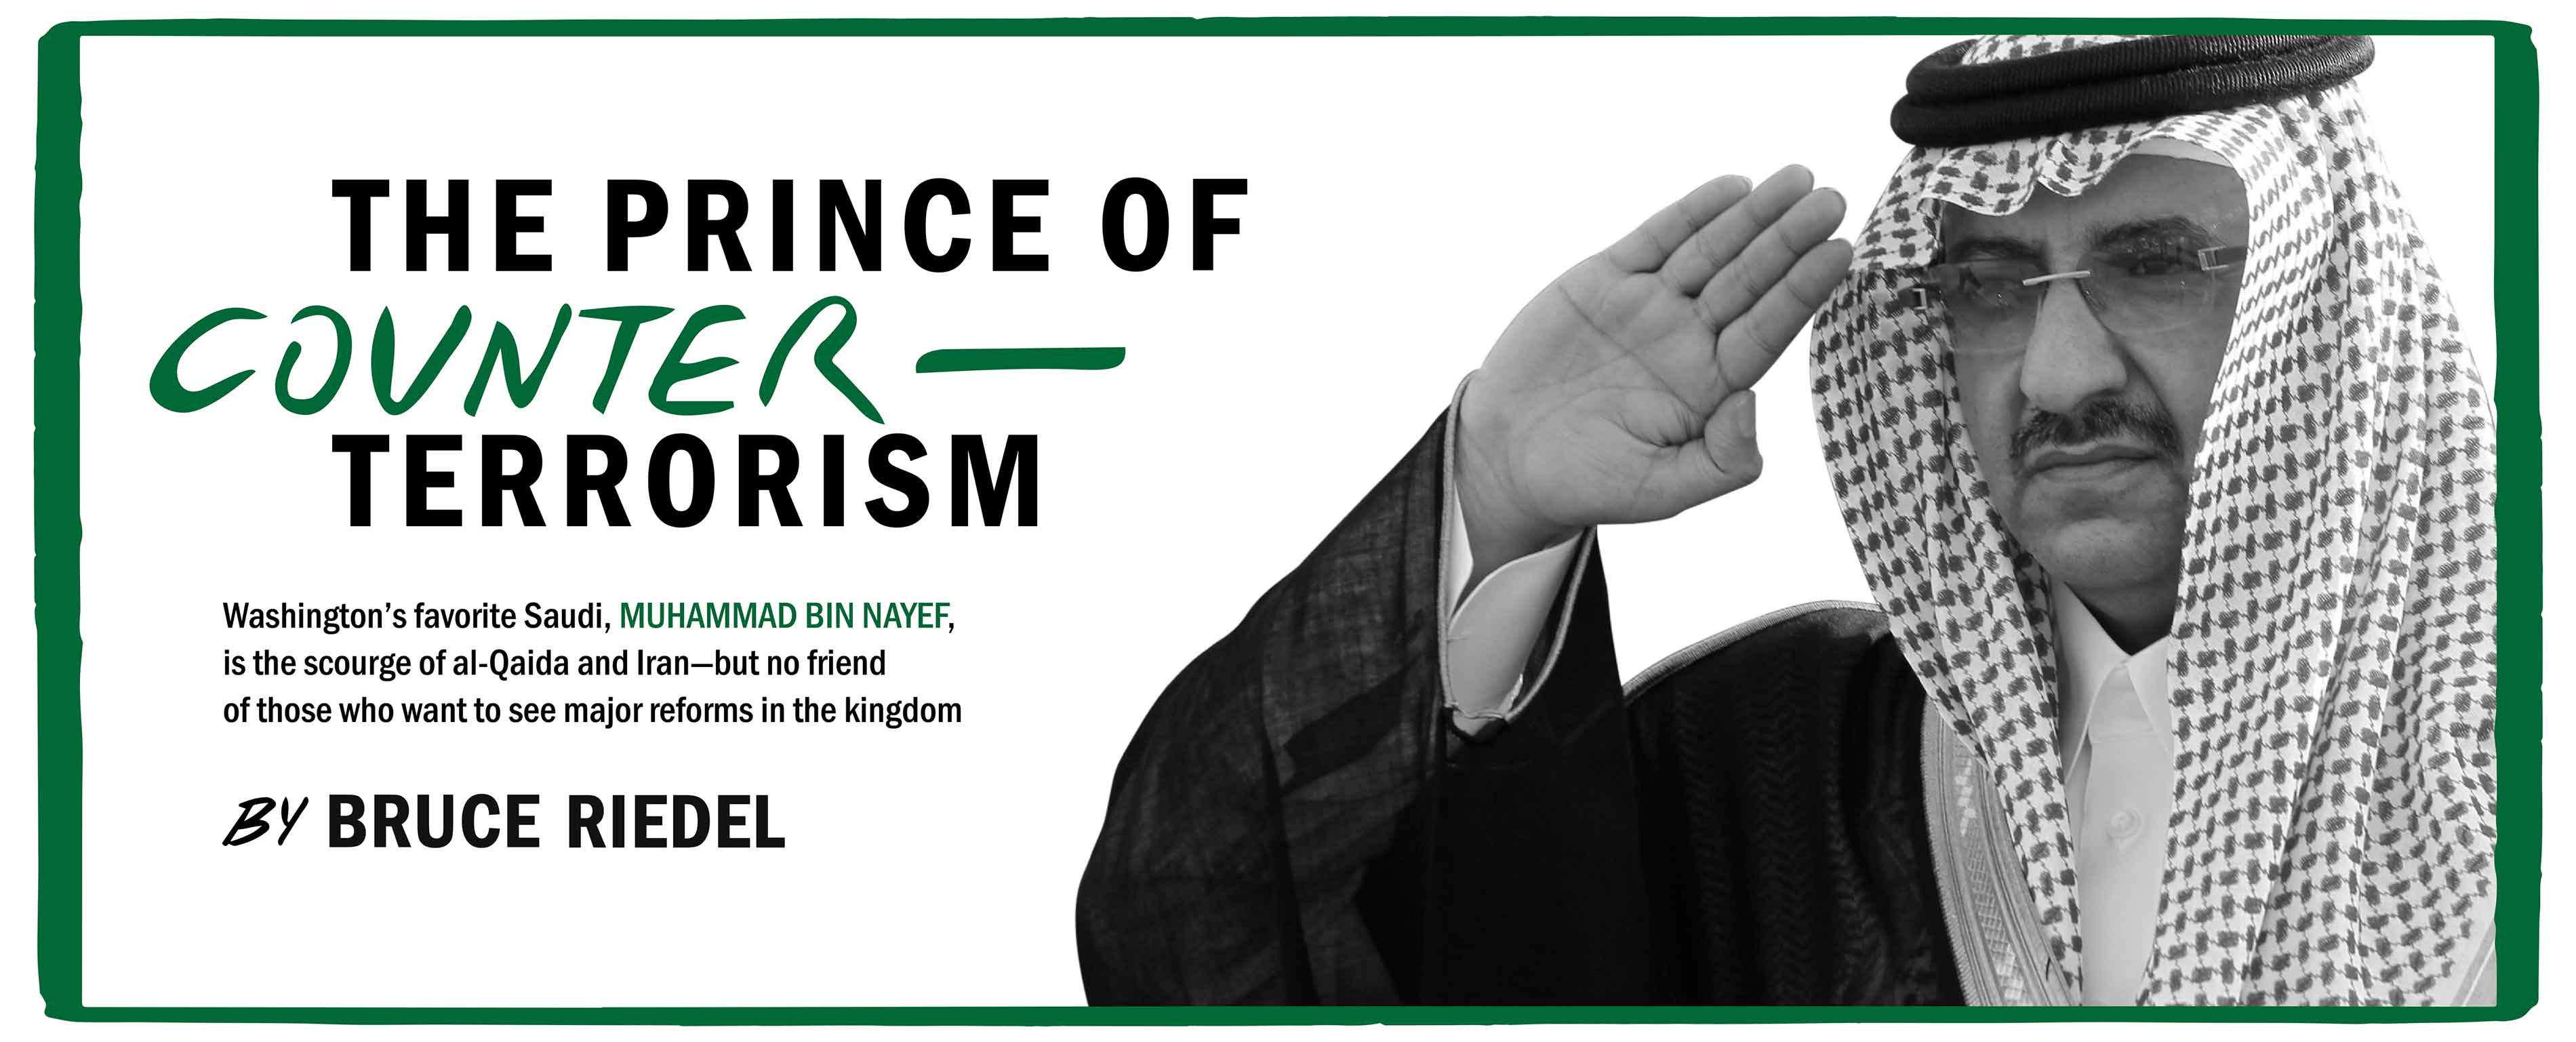 THE PRINCE OF
COUNTER—
TERRORISM
Washington’s favorite Saudi, MUHAMMAD BIN NAYEF,
is the scourge of al-Qaida and Iran—but no friend
of those who want to see major reforms in the kingdom
BY BRUCE RIEDEL